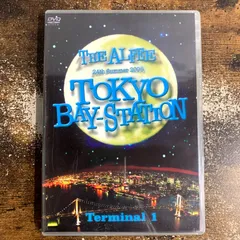 DVD
THE ALFEE
24th Summer 2005
TOKYO
BAY-STATION
Terminal 1